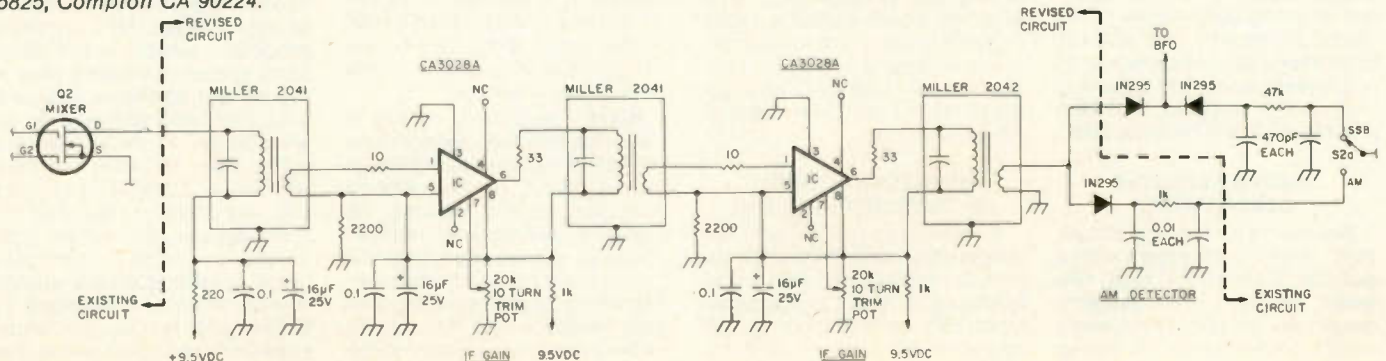 5825, Compton CA 90224.
REVISED CIRCUIT
EXISTING CIRCUIT
Q2
MIXER
G1
G2
D
S
MILLER 2041
220
0.1
16µF
25V
+9.5VDC
CA3028A
NC
10
1
3
4
IC
6
5
2
7
8
NC
33
2200
0.1
16µF
25V
20k
10 TURN
TRIM
POT
1k
IF GAIN
9.5VDC
MILLER 2041
CA3028A
NC
10
1
3
4
IC
6
5
2
7
8
NC
33
2200
0.1
16µF
25V
20k
10 TURN
TRIM
POT
1k
IF GAIN
9.5VDC
MILLER 2042
REVISED
CIRCUIT
TO
BFO
IN295
IN295
47k
470pF
EACH
SSB
S2a
AM
IN295
1k
0.01
EACH
AM DETECTOR
EXISTING
CIRCUIT